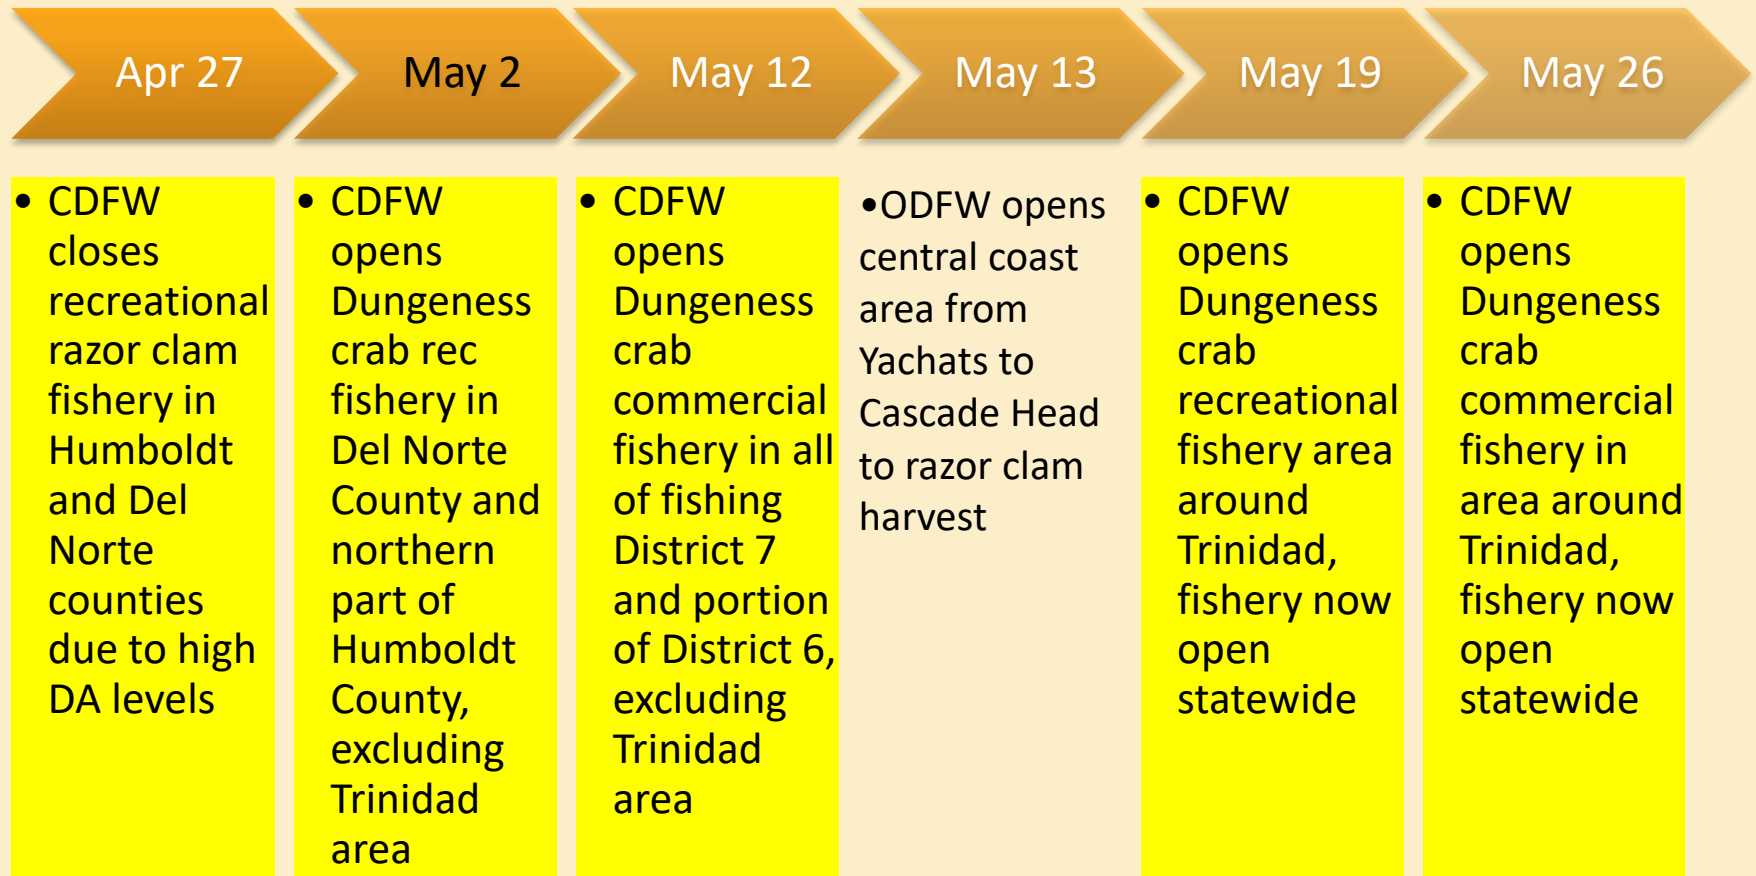 Apr 27
May 2
May 12
May 13
May 19
May 26
• CDFW
closes
recreational
razor clam
fishery in
Humboldt
and Del
Norte
counties
due to high
DA levels
• CDFW
opens
Dungeness
crab rec
fishery in
Del Norte
County and
northern
part of
Humboldt
County,
excluding
Trinidad
area
• CDFW
opens
Dungeness
crab
commercial
fishery in all
of fishing
District 7
and portion
of District 6,
excluding
Trinidad
area
•ODFW opens
central coast
area from
Yachats to
Cascade Head
to razor clam
harvest
• CDFW
opens
Dungeness
crab
recreational
fishery area
around
Trinidad,
fishery now
open
statewide
• CDFW
opens
Dungeness
crab
commercial
fishery in
area around
Trinidad,
fishery now
open
statewide